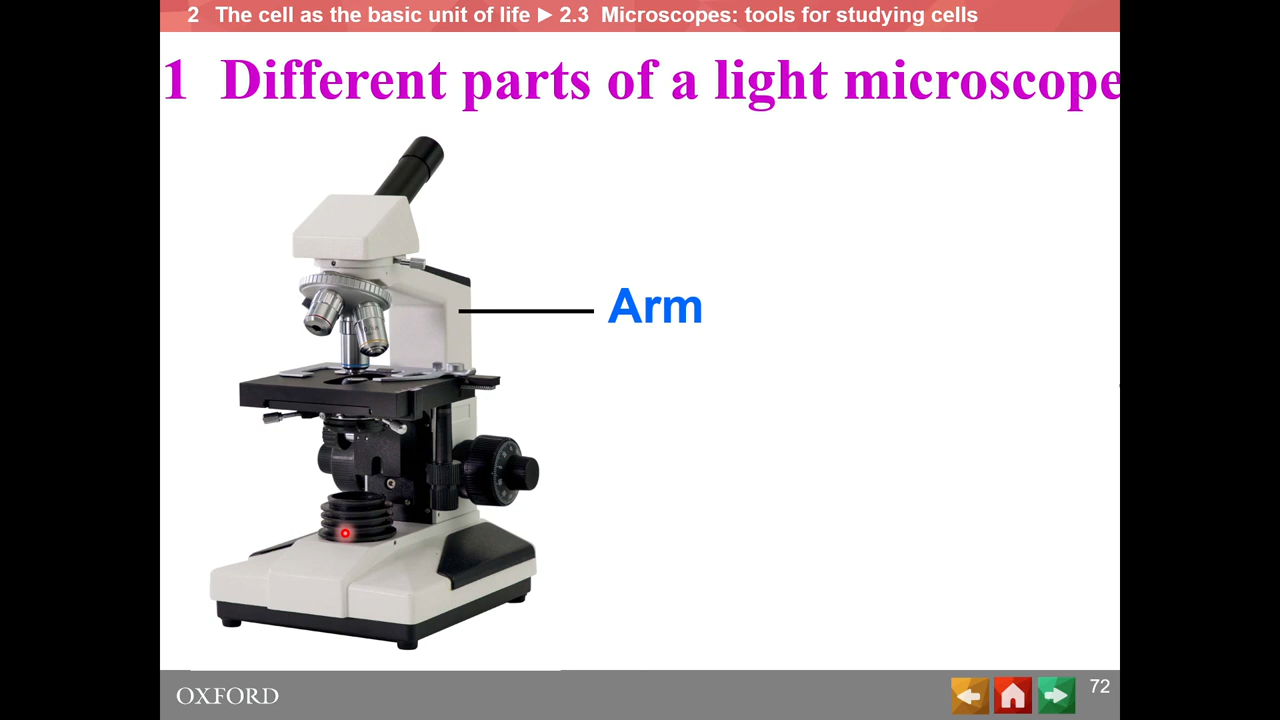 2 The cell as the basic unit of life ► 2.3 Microscopes: tools for studying cells
1 Different parts of a light microscope
Arm
OXFORD
72